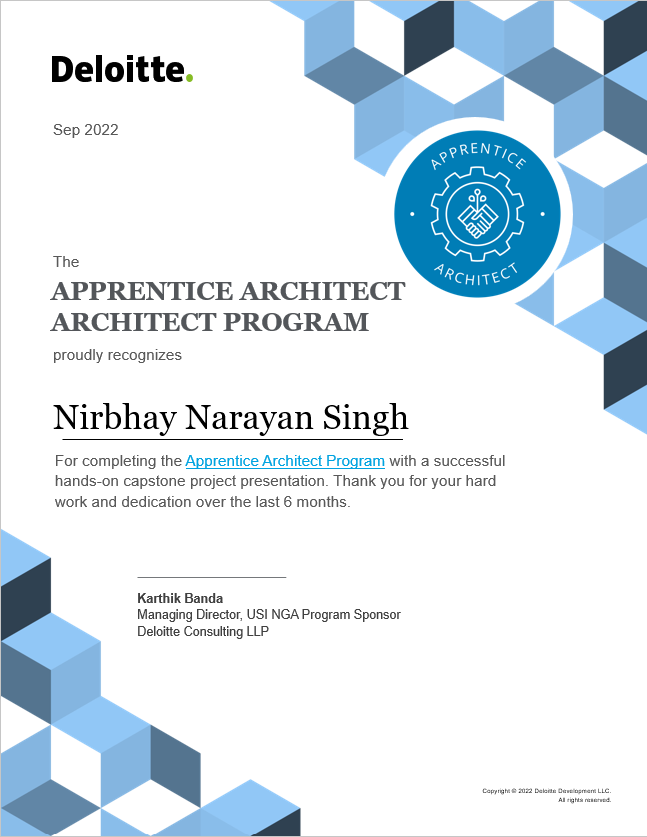 Deloitte.
Sep 2022
APPRENTICE
ARCHITECT
The
APPRENTICE ARCHITECT
ARCHITECT PROGRAM
proudly recognizes
Nirbhay Narayan Singh
For completing the Apprentice Architect Program with a successful
hands-on capstone project presentation. Thank you for your hard
work and dedication over the last 6 months.
Karthik Banda
Managing Director, USI NGA Program Sponsor
Deloitte Consulting LLP
Copyright © 2022 Deloitte Development LLC.
All rights reserved.